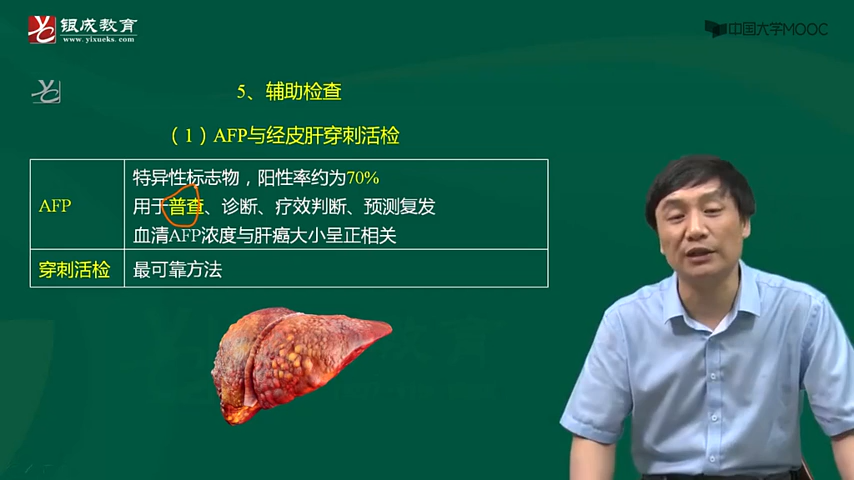 银成教育
www.yixueks.com
中国大学MOOC
5、辅助检查
（1）AFP与经皮肝穿刺活检
AFP
特异性标志物，阳性率约为70%
用于普查、诊断、疗效判断、预测复发
血清AFP浓度与肝癌大小呈正相关
穿刺活检
最可靠方法